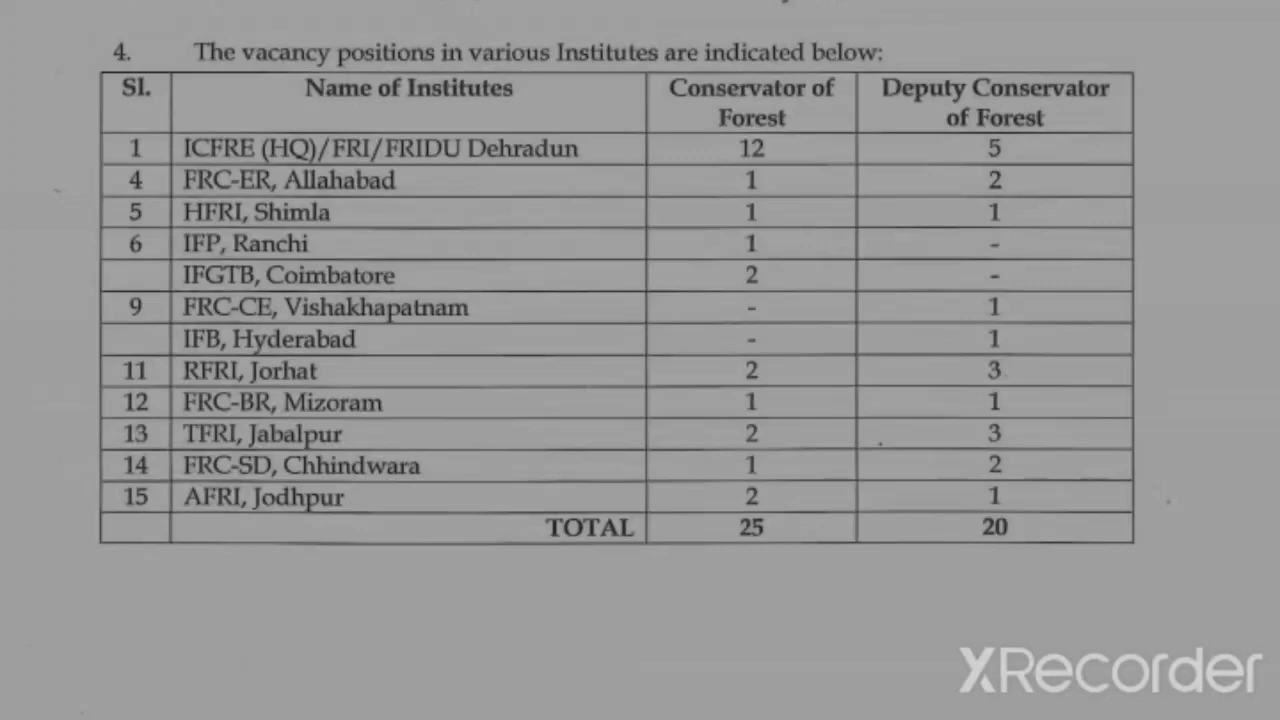 4. The vacancy positions in various Institutes are indicated below:
Sl. Name of Institutes Conservator of Forest Deputy Conservator of Forest
1 ICFRE (HQ)/FRI/FRIDU Dehradun 12 5
4 FRC-ER, Allahabad 1 2
5 HFRI, Shimla 1 1
6 IFP, Ranchi 1 -
IFGTB, Coimbatore 2 -
9 FRC-CE, Vishakhapatnam - 1
IFB, Hyderabad - 1
11 RFRI, Jorhat 2 3
12 FRC-BR, Mizoram 1 1
13 TFRI, Jabalpur 2 3
14 FRC-SD, Chhindwara 1 2
15 AFRI, Jodhpur 2 1
TOTAL 25 20
XRecorder